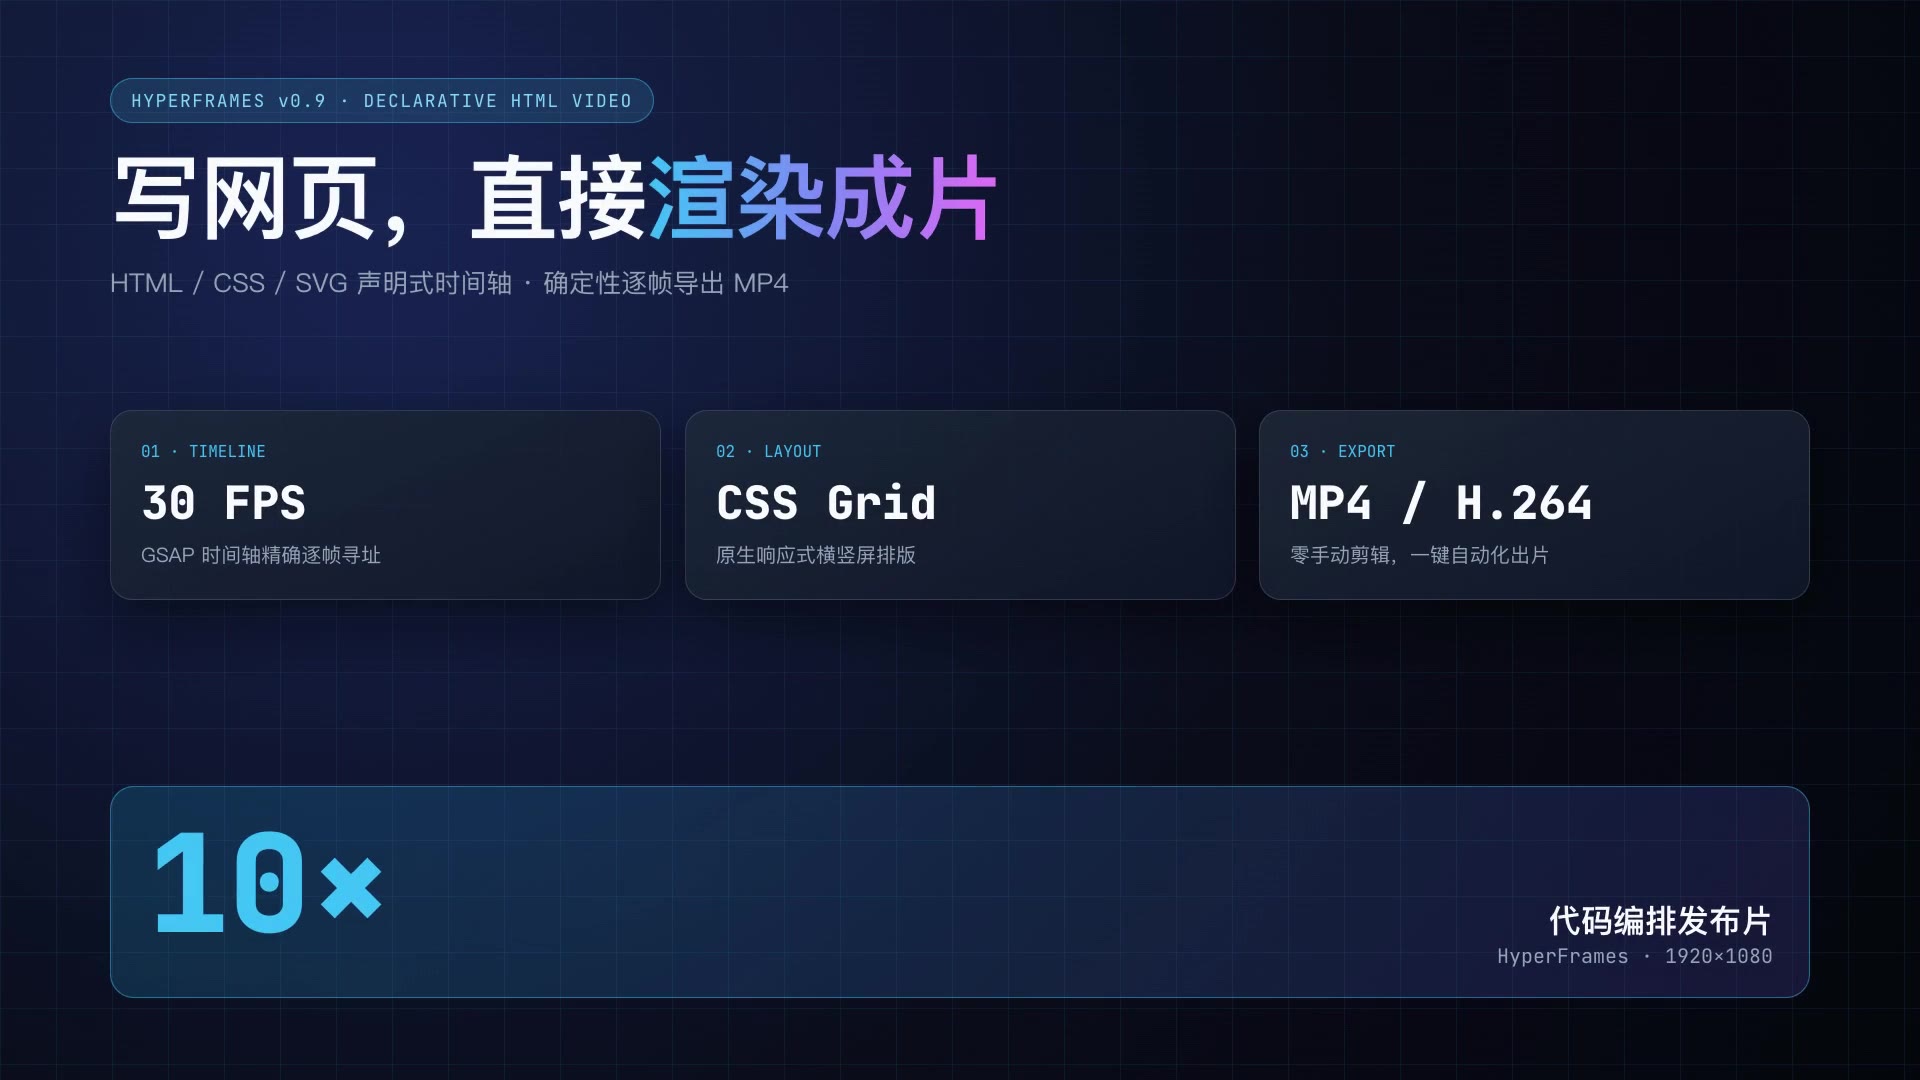 HYPERFRAMES v0.9 · DECLARATIVE HTML VIDEO
写网页，直接渲染成片
HTML / CSS / SVG 声明式时间轴 · 确定性逐帧导出 MP4
01 · TIMELINE
30 FPS
GSAP 时间轴精确逐帧寻址
02 · LAYOUT
CSS Grid
原生响应式横竖屏排版
03 · EXPORT
MP4 / H.264
零手动剪辑，一键自动化出片
10×
代码编排发布片
HyperFrames · 1920×1080